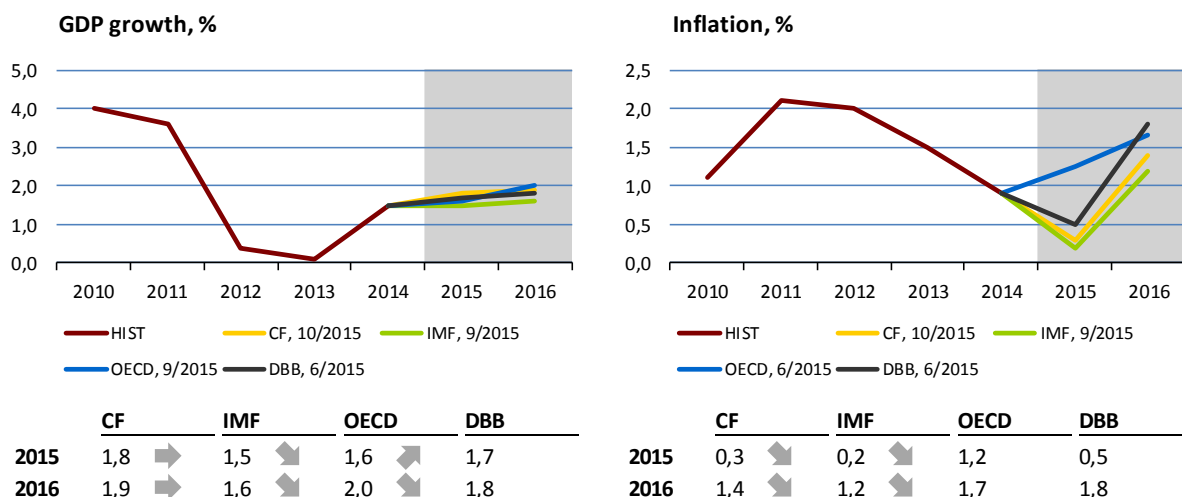 GDP growth, %
5,0
4,0
3,0
2,0
1,0
0,0
2010 2011 2012 2013 2014 2015 2016
HIST CF, 10/2015 IMF, 9/2015
OECD, 9/2015 DBB, 6/2015
CF IMF OECD DBB
2015 1,8 1,5 1,6 1,7
2016 1,9 1,6 2,0 1,8
Inflation, %
2,5
2,0
1,5
1,0
0,5
0,0
2010 2011 2012 2013 2014 2015 2016
HIST CF, 10/2015 IMF, 9/2015
OECD, 6/2015 DBB, 6/2015
CF IMF OECD DBB
2015 0,3 0,2 1,2 0,5
2016 1,4 1,2 1,7 1,8